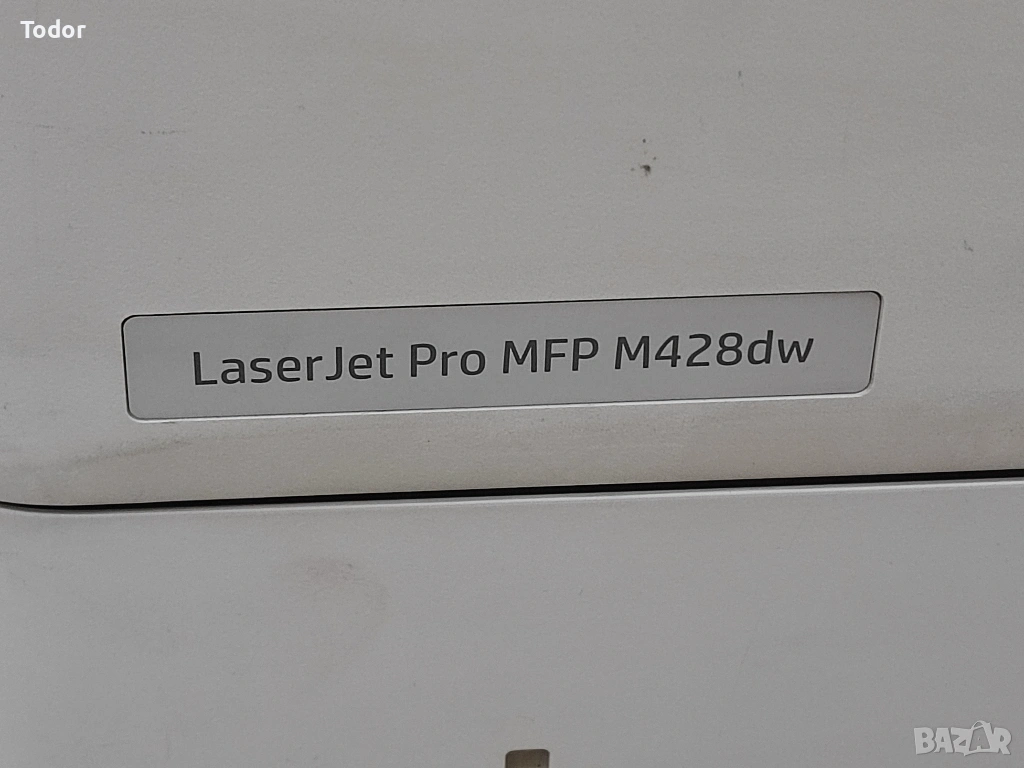 Todor
LaserJet Pro MFP M428dw
BAZAR